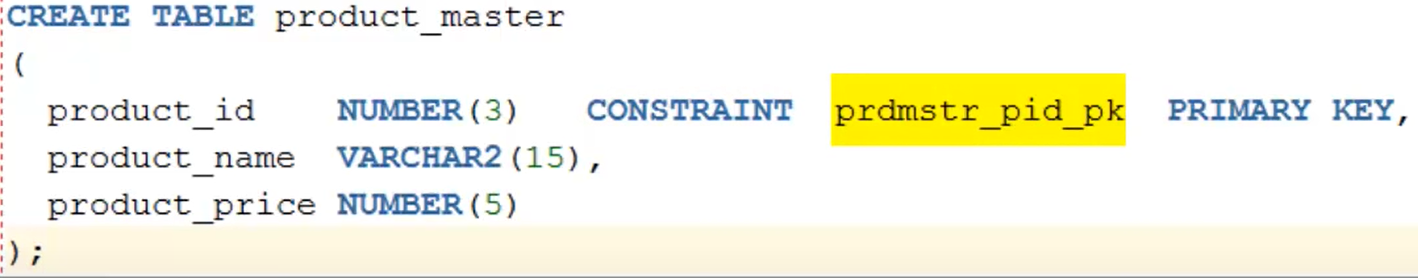 CREATE TABLE product_master
(
product_id NUMBER(3) CONSTRAINT prdmstr_pid_pk PRIMARY KEY,
product_name VARCHAR2(15),
product_price NUMBER(5)
);